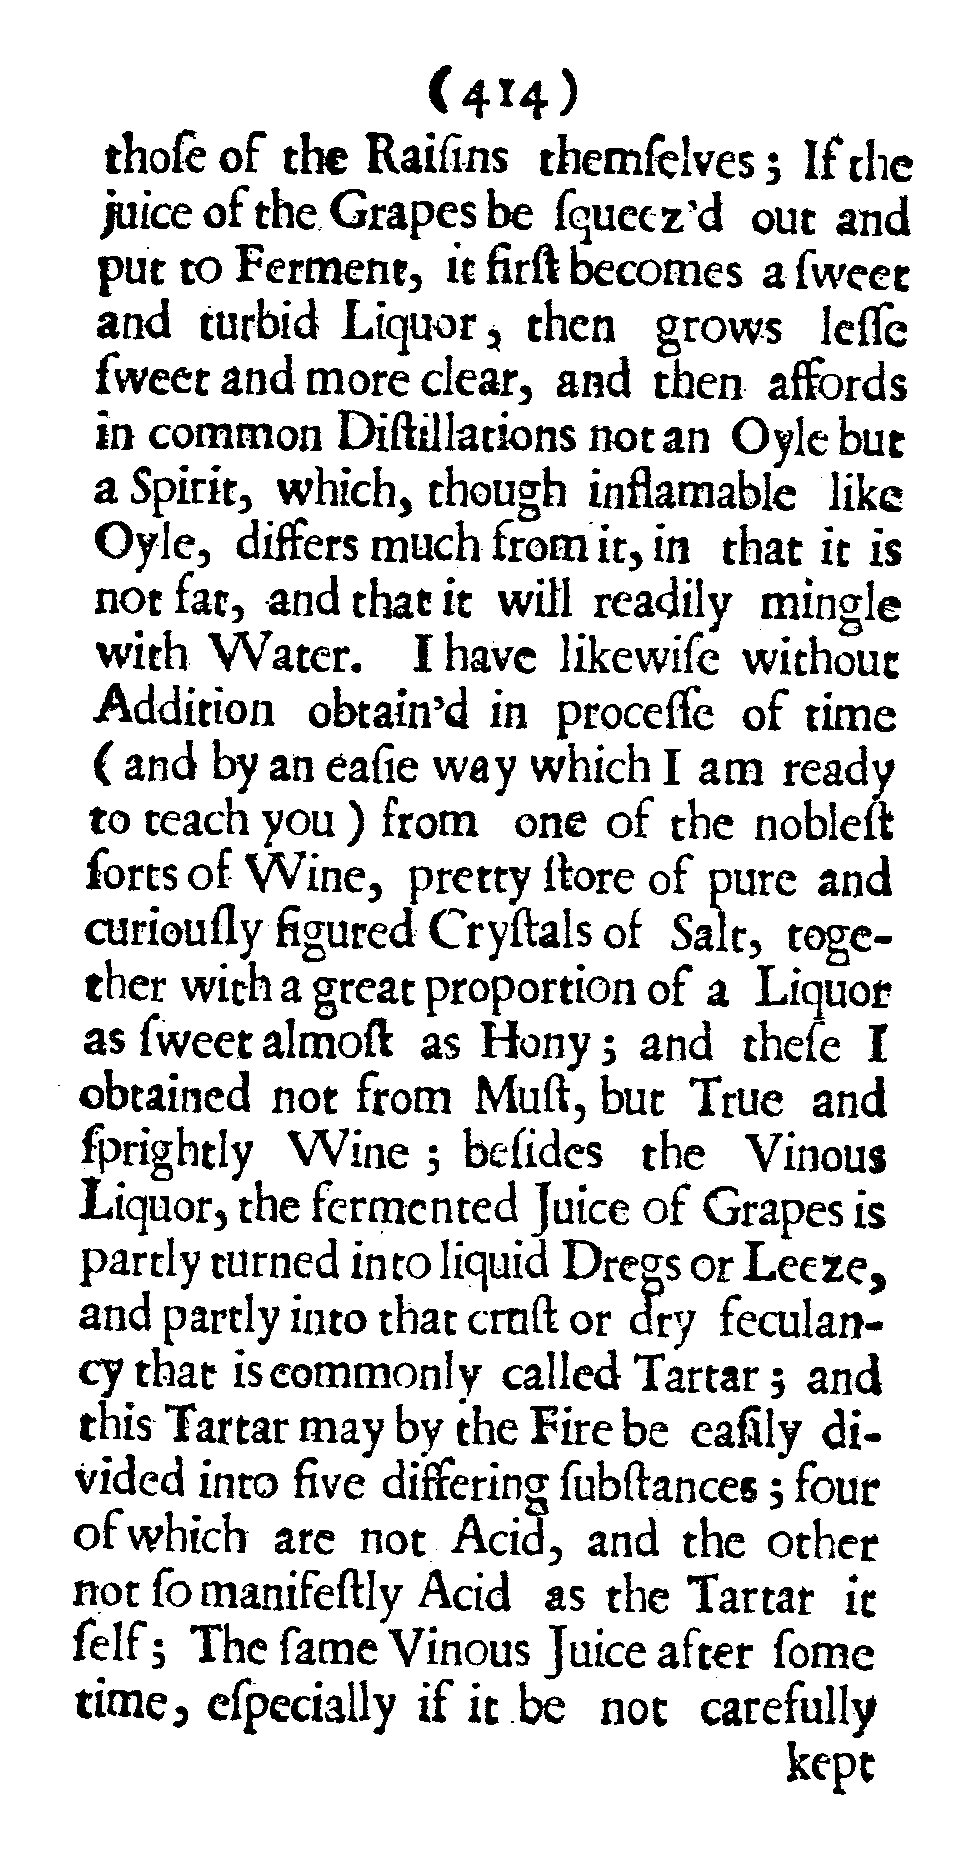 (414)
thoſe of the Raiſins themſelves; If the
juice of the Grapes be ſqueez'd out and
put to Ferment, it firſt becomes a ſweet
and turbid Liquor, then grows leſſe
ſweet and more clear, and then affords
in common Diſtillations not an Oyle but
a Spirit, which, though inflamable like
Oyle, differs much from it, in that it is
not fat, and that it will readily mingle
with Water. I have likewiſe without
Addition obtain'd in proceſſe of time
(and by an eaſie way which I am ready
to teach you) from one of the nobleſt
ſorts of Wine, pretty ſtore of pure and
curiouſly figured Cryſtals of Salt, toge-
ther with a great proportion of a Liquor
as ſweet almoſt as Hony; and theſe I
obtained not from Muſt, but True and
ſprightly Wine; beſides the Vinous
Liquor, the fermented Juice of Grapes is
partly turned into liquid Dregs or Leeze,
and partly into that cruſt or dry feculan-
cy that is commonly called Tartar; and
this Tartar may by the Fire be eaſily di-
vided into five differing ſubſtances; four
of which are not Acid, and the other
not ſo manifeſtly Acid as the Tartar it
ſelf; The ſame Vinous Juice after ſome
time, eſpecially if it be not carefully
kept